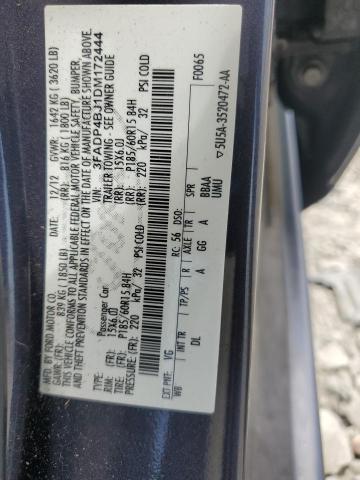 MFD. BY FORD MOTOR CO.
DATE: 12/12 GVWR: 1642 KG ( 3620 LB)
GAWR: (FR): 839 KG (1850 LB) (RR): 816 KG (1800 LB)
THIS VEHICLE CONFORMS TO ALL APPLICABLE FEDERAL MOTOR VEHICLE SAFETY, BUMPER,
AND THEFT PREVENTION STANDARDS IN EFFECT ON THE DATE OF MANUFACTURE SHOWN ABOVE.
VIN: 3FADP4BJ1DM172444
TYPE: Passenger Car TRAILER TOWING - SEE OWNER GUIDE
RIM: (FR): 15X6.0J (RR): 15X6.0J
TIRE: (FR): P185/60R15 84H (RR): P185/60R15 84H
(FR): 220 kPa/ 32 PSI COLD (RR): 220 kPa/ 32 PSI COLD
F0065
RC: 56 DSO:
EXT PNT: VG BBAA
UMU
WB INT TR TP/PS R AXLE TR SPR
DL A GG A
5U5A-3520472-AA